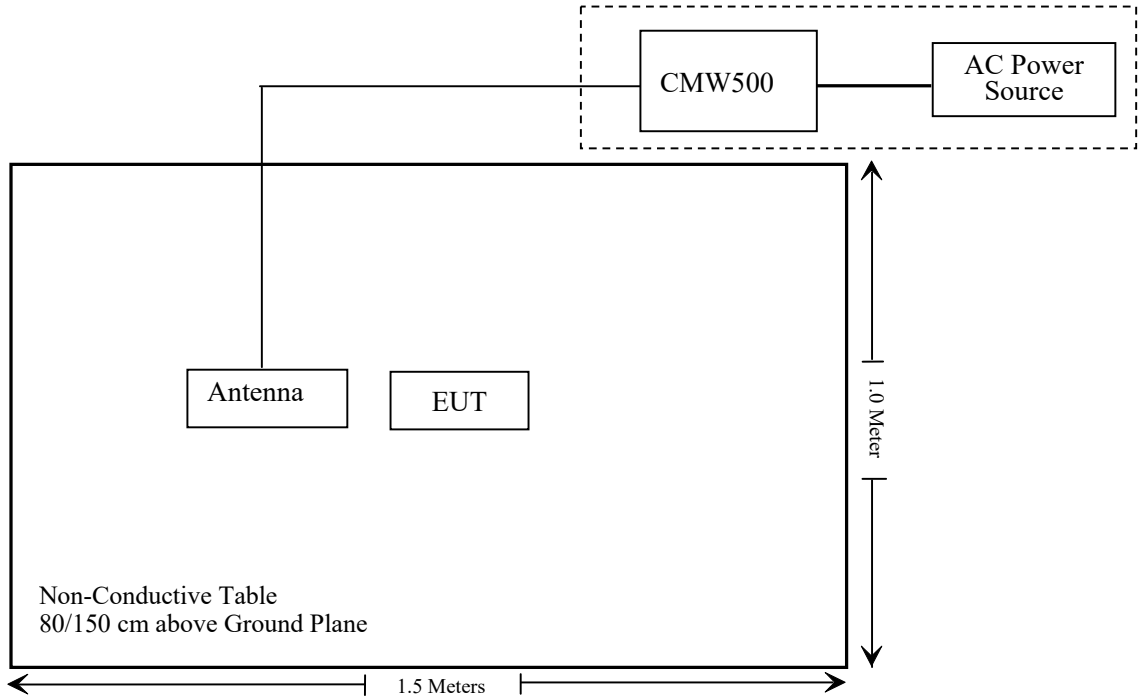 CMW500
AC Power
Source
Antenna
EUT
1.0 Meter
Non-Conductive Table
80/150 cm above Ground Plane
1.5 Meters